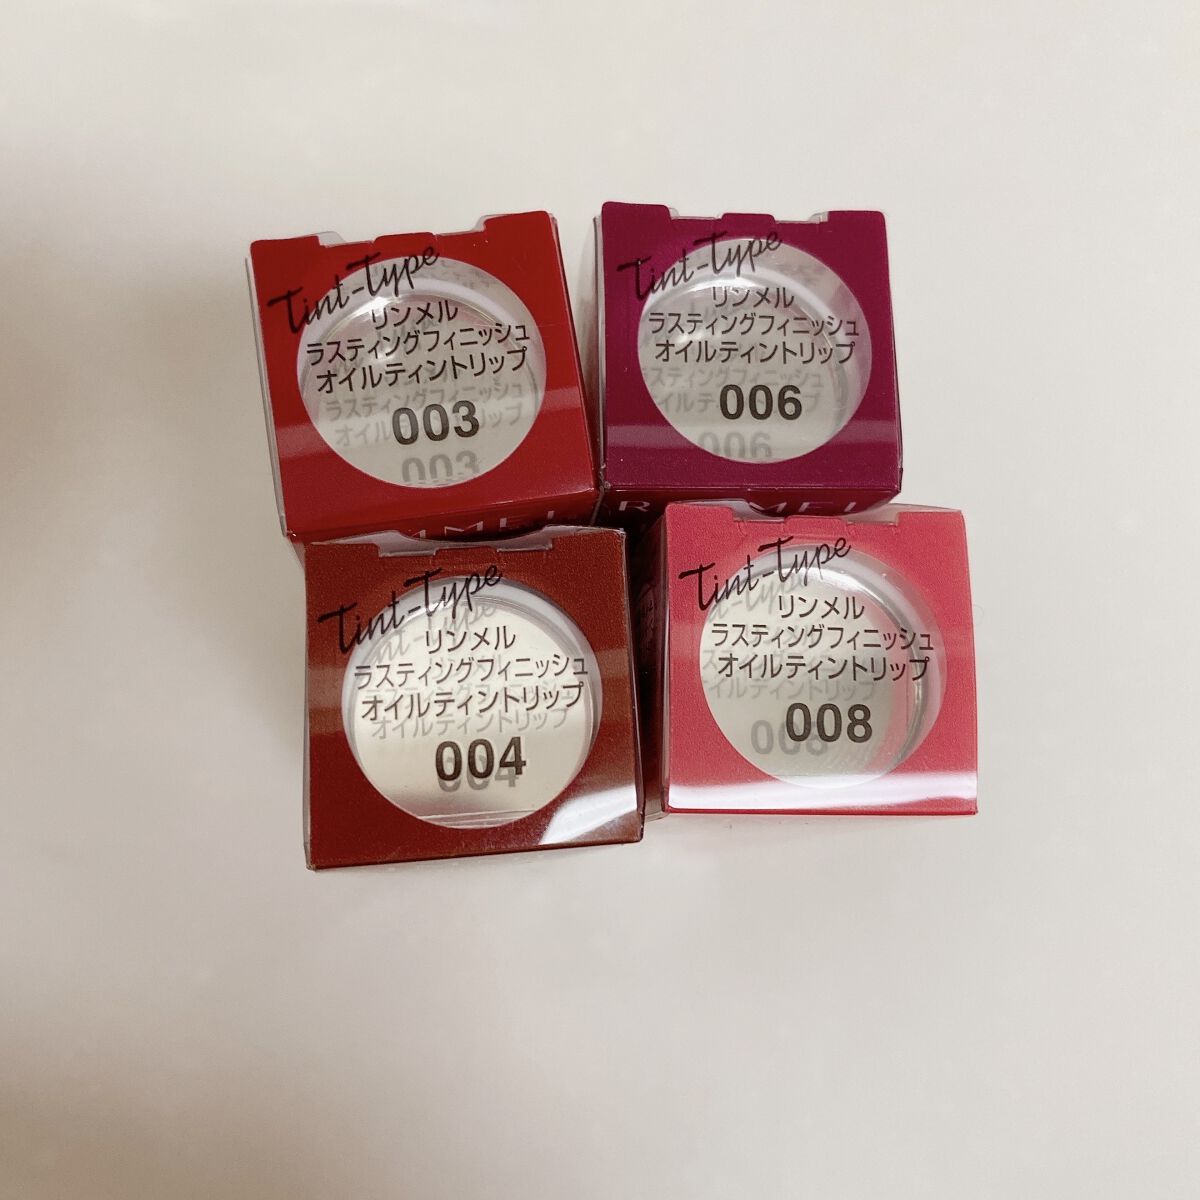 Tint-Type
リンメル
ラスティングフィニッシュ
オイルティントリップ
003
Tint-Type
リンメル
ラスティングフィニッシュ
オイルティントリップ
006
Tint-Type
リンメル
ラスティングフィニッシュ
オイルティントリップ
004
Tint-Type
リンメル
ラスティングフィニッシュ
オイルティントリップ
008